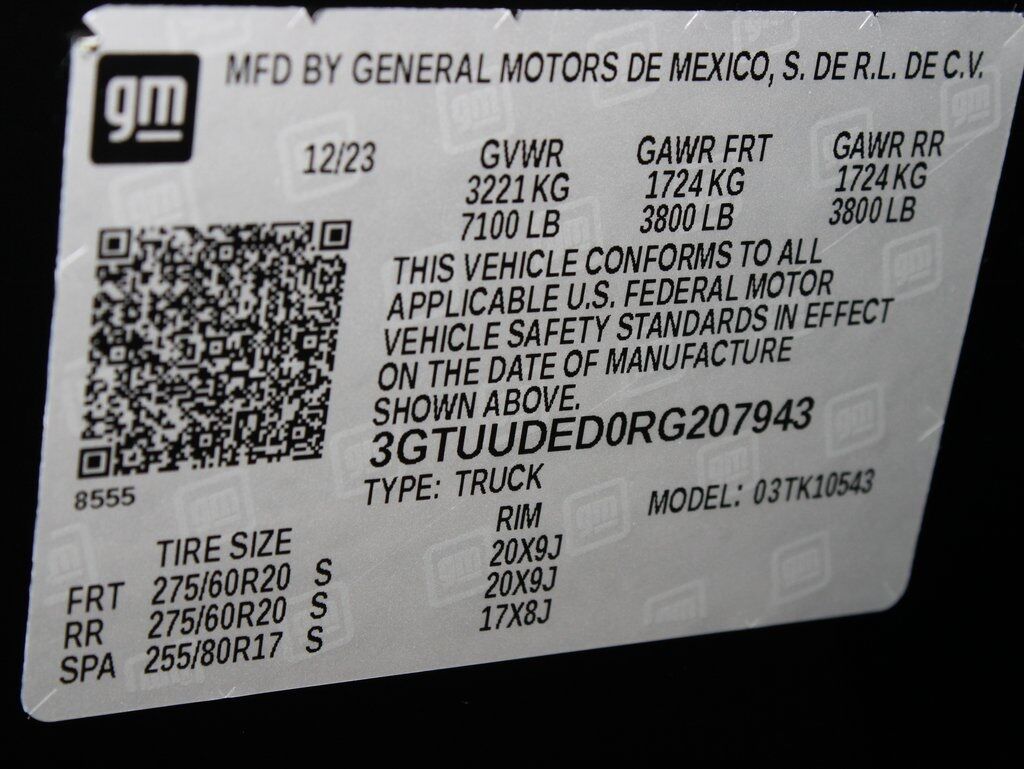 gm
MFD BY GENERAL MOTORS DE MEXICO, S. DE R.L. DE C.V.
12/23 GVWR GAWR FRT GAWR RR
3221 KG 1724 KG 1724 KG
7100 LB 3800 LB 3800 LB
THIS VEHICLE CONFORMS TO ALL
APPLICABLE U.S. FEDERAL MOTOR
VEHICLE SAFETY STANDARDS IN EFFECT
ON THE DATE OF MANUFACTURE
SHOWN ABOVE.
3GTUUDED0RG207943
8555
TYPE: TRUCK MODEL: 03TK10543
TIRE SIZE RIM
FRT 275/60R20 S 20X9J
RR 275/60R20 S 20X9J
SPA 255/80R17 S 17X8J